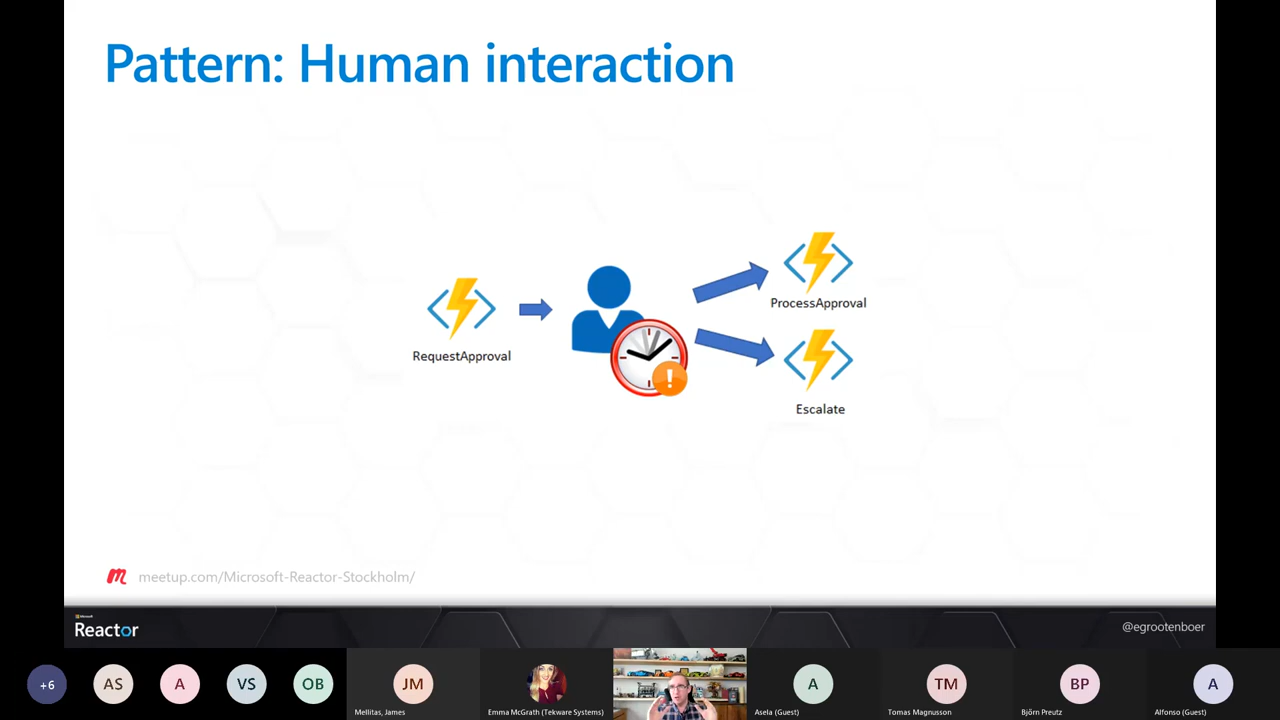 Pattern: Human interaction
RequestApproval
ProcessApproval
Escalate
meetup.com/Microsoft-Reactor-Stockholm/
Microsoft
Reactor
@egrootenboer
+6
AS
A
VS
OB
JM
Mellitas, James
Emma McGrath (Tekware Systems)
A
Asela (Guest)
TM
Tomas Magnusson
BP
Björn Preutz
A
Alfonso (Guest)